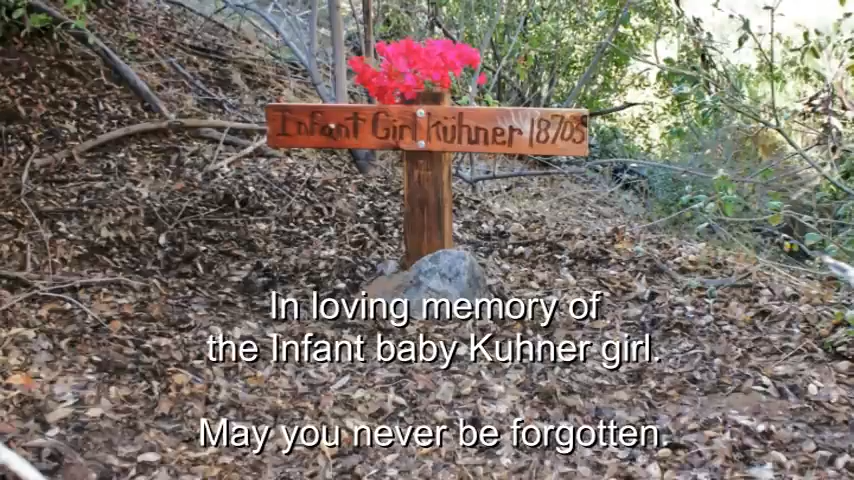 Infant Girl Kuhner 1870S
In loving memory of
the Infant baby Kuhner girl.
May you never be forgotten.